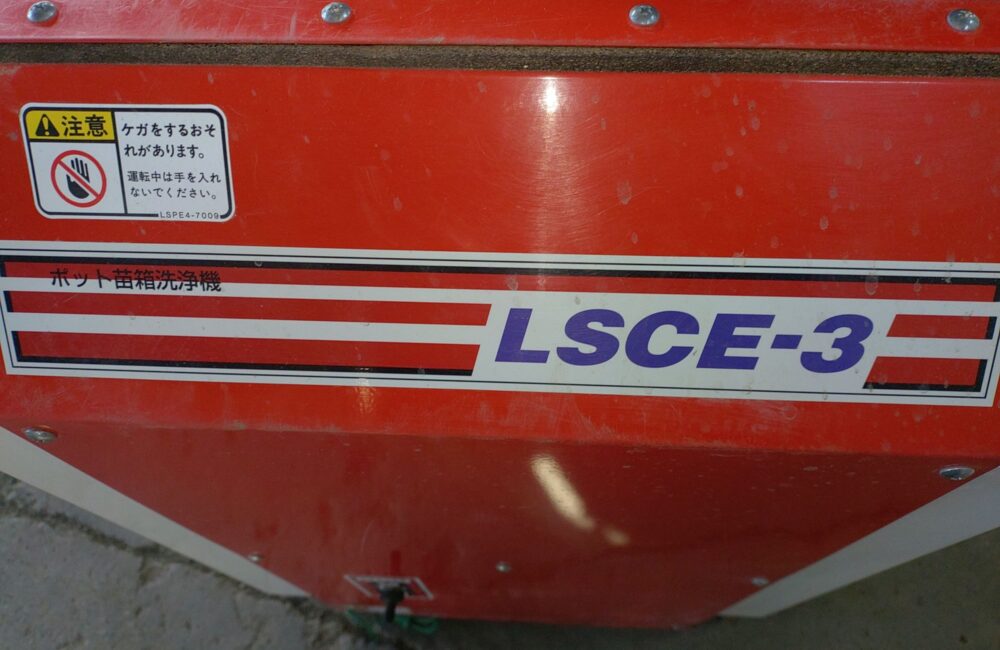 注意
ケガをするおそ
れがあります。
運転中は手を入れ
ないでください。
LSPE4-7009
ポット苗箱洗浄機
LSCE-3